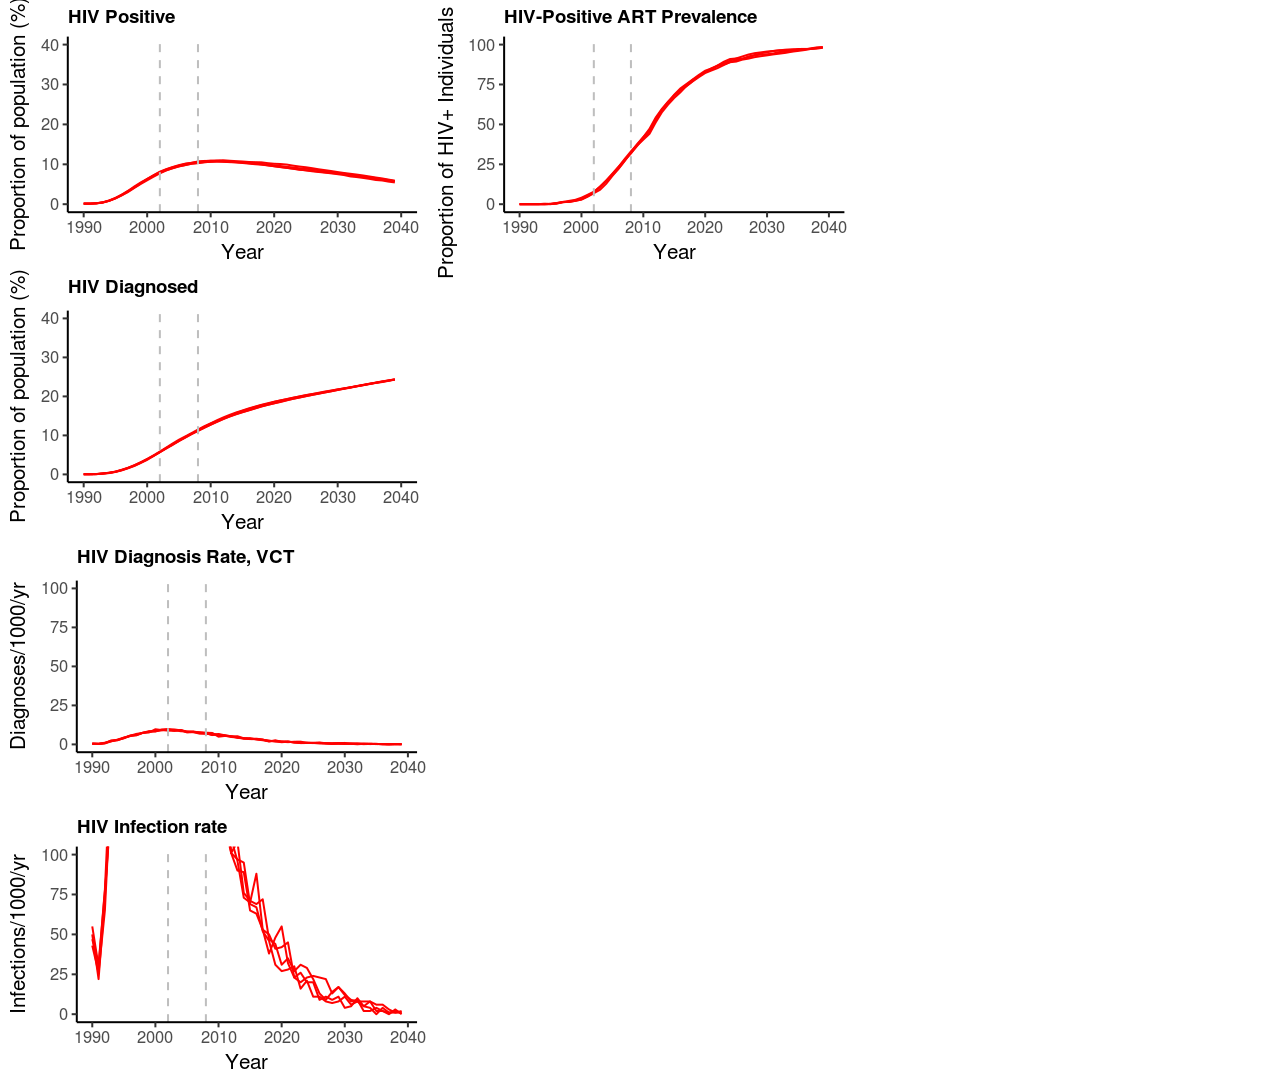 HIV Positive
Proportion of population (%)
40
30
20
10
0
1990 2000 2010 2020 2030 2040
Year
HIV-Positive ART Prevalence
Proportion of HIV+ Individuals
100
75
50
25
0
1990 2000 2010 2020 2030 2040
Year
HIV Diagnosed
Proportion of population (%)
40
30
20
10
0
1990 2000 2010 2020 2030 2040
Year
HIV Diagnosis Rate, VCT
Diagnoses/1000/yr
100
75
50
25
0
1990 2000 2010 2020 2030 2040
Year
HIV Infection rate
Infections/1000/yr
100
75
50
25
0
1990 2000 2010 2020 2030 2040
Year